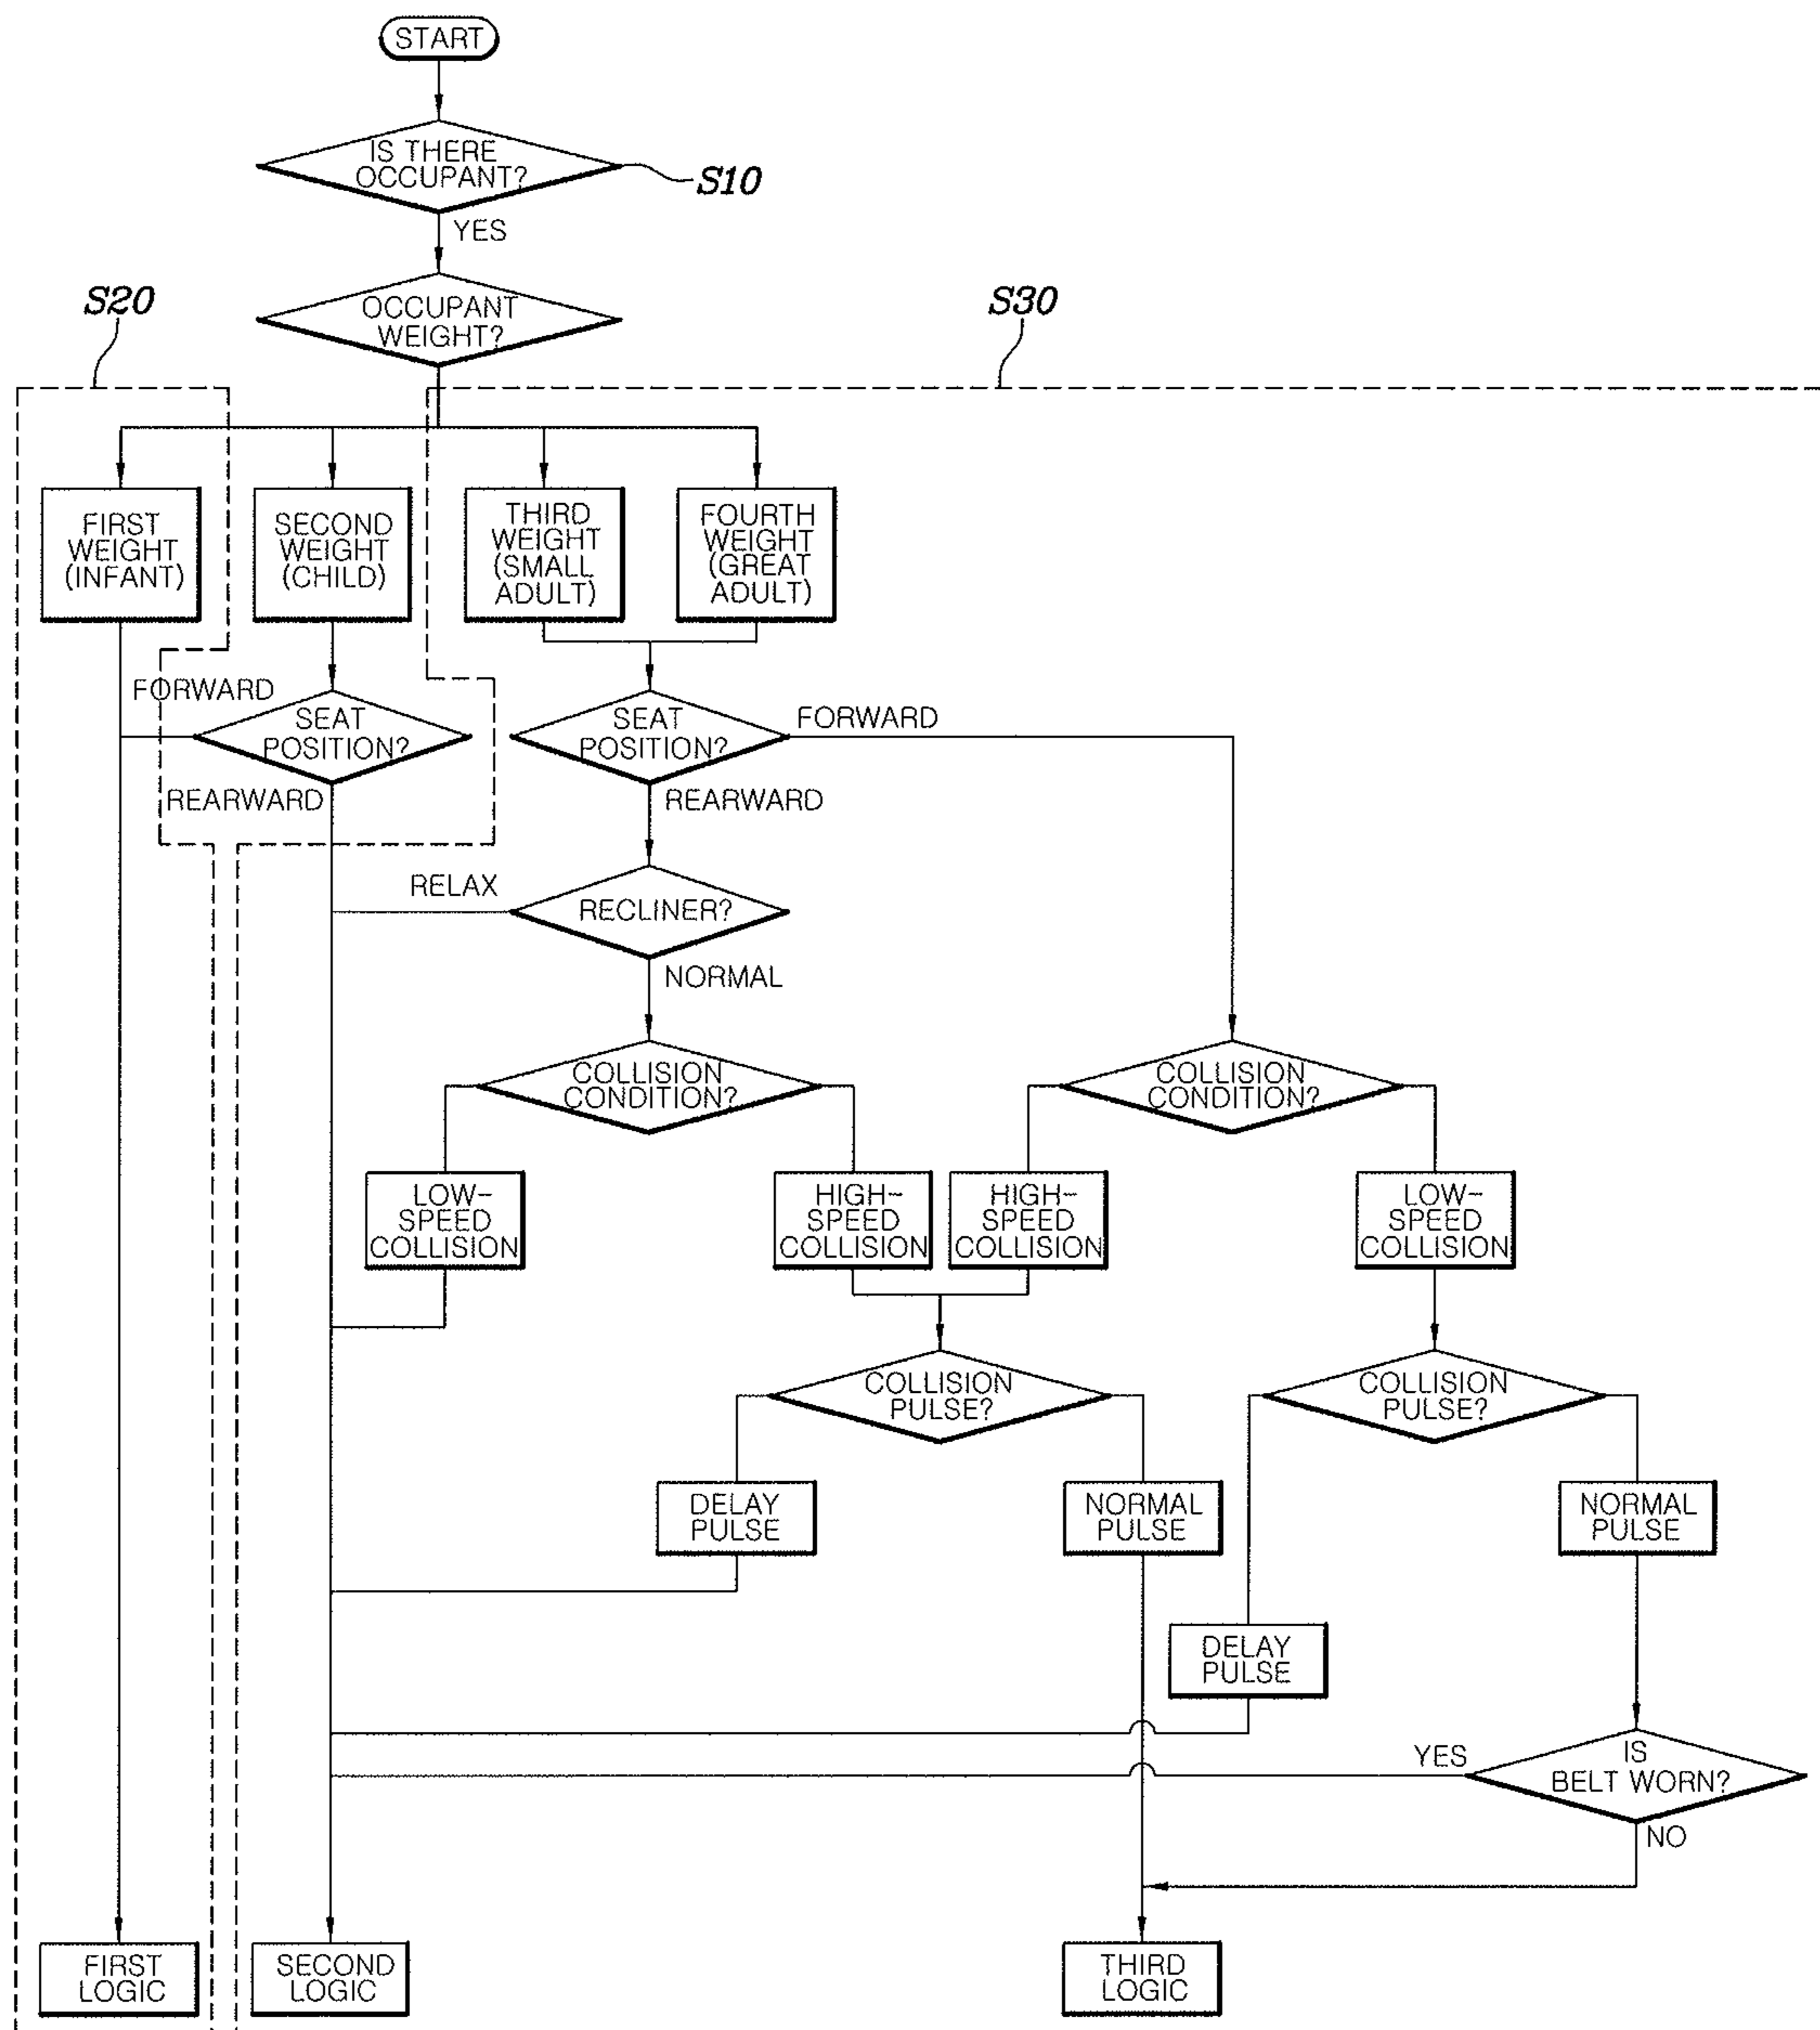 START
IS THERE
OCCUPANT?
S10
YES
OCCUPANT
WEIGHT?
S20
S30
FIRST
WEIGHT
(INFANT)
SECOND
WEIGHT
(CHILD)
THIRD
WEIGHT
(SMALL
ADULT)
FOURTH
WEIGHT
(GREAT
ADULT)
FORWARD
SEAT
POSITION?
REARWARD
SEAT
POSITION?
FORWARD
REARWARD
RELAX
RECLINER?
NORMAL
COLLISION
CONDITION?
COLLISION
CONDITION?
LOW-
SPEED
COLLISION
HIGH-
SPEED
COLLISION
HIGH-
SPEED
COLLISION
LOW-
SPEED
COLLISION
COLLISION
PULSE?
COLLISION
PULSE?
DELAY
PULSE
NORMAL
PULSE
NORMAL
PULSE
DELAY
PULSE
YES
IS
BELT WORN?
NO
FIRST
LOGIC
SECOND
LOGIC
THIRD
LOGIC